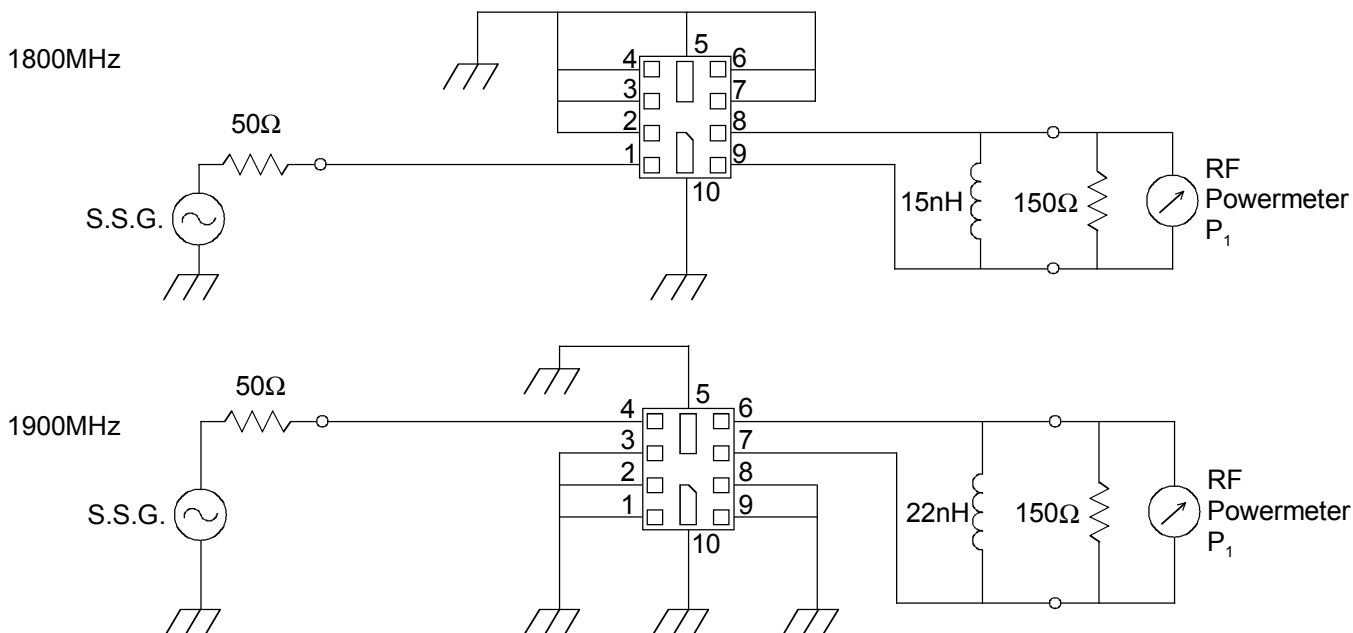 1800MHz
50Ω
S.S.G.
4
3
2
1
5
6
7
8
9
10
15nH
150Ω
RF
Powermeter
P₁
1900MHz
50Ω
S.S.G.
4
3
2
1
5
6
7
8
9
10
22nH
150Ω
RF
Powermeter
P₁